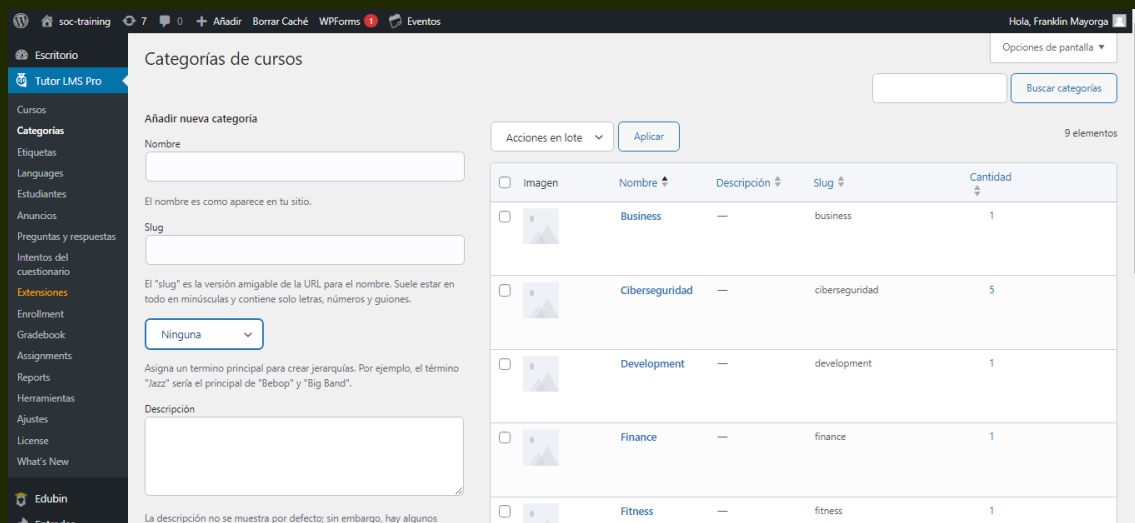 soc-training 7 0 Añadir Borrar Caché WPForms 1 Eventos Hola, Franklin Mayorga
Escritorio
Tutor LMS Pro
Cursos
Categorías
Etiquetas
Languages
Estudiantes
Anuncios
Preguntas y respuestas
Intentos del
cuestionario
Extensiones
Enrollment
Gradebook
Assignments
Reports
Herramientas
Ajustes
License
What's New
Edubin
Entradas
Opciones de pantalla
Categorías de cursos
Buscar categorías
Añadir nueva categoría
Nombre
El nombre es como aparece en tu sitio.
Slug
El "slug" es la versión amigable de la URL para el nombre. Suele estar en
todo en minúsculas y contiene solo letras, números y guiones.
Ninguna
Asigna un termino principal para crear jerarquías. Por ejemplo, el término
"Jazz" sería el principal de "Bebop" y "Big Band".
Descripción
La descripción no se muestra por defecto; sin embargo, hay algunos
Acciones en lote Aplicar 9 elementos
Imagen Nombre Descripción Slug Cantidad
Business — business 1
Ciberseguridad — ciberseguridad 5
Development — development 1
Finance — finance 1
Fitness — fitness 1